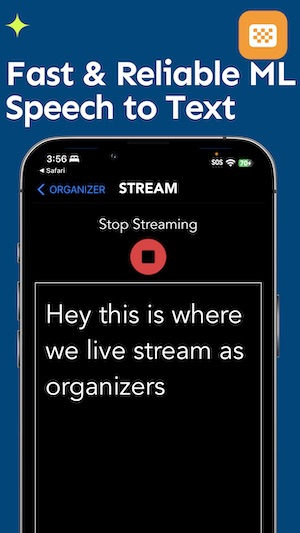 Fast & Reliable ML
Speech to Text
3:56
SOS
70+
Safari
ORGANIZER
STREAM
Stop Streaming
Hey this is where
we live stream as
organizers